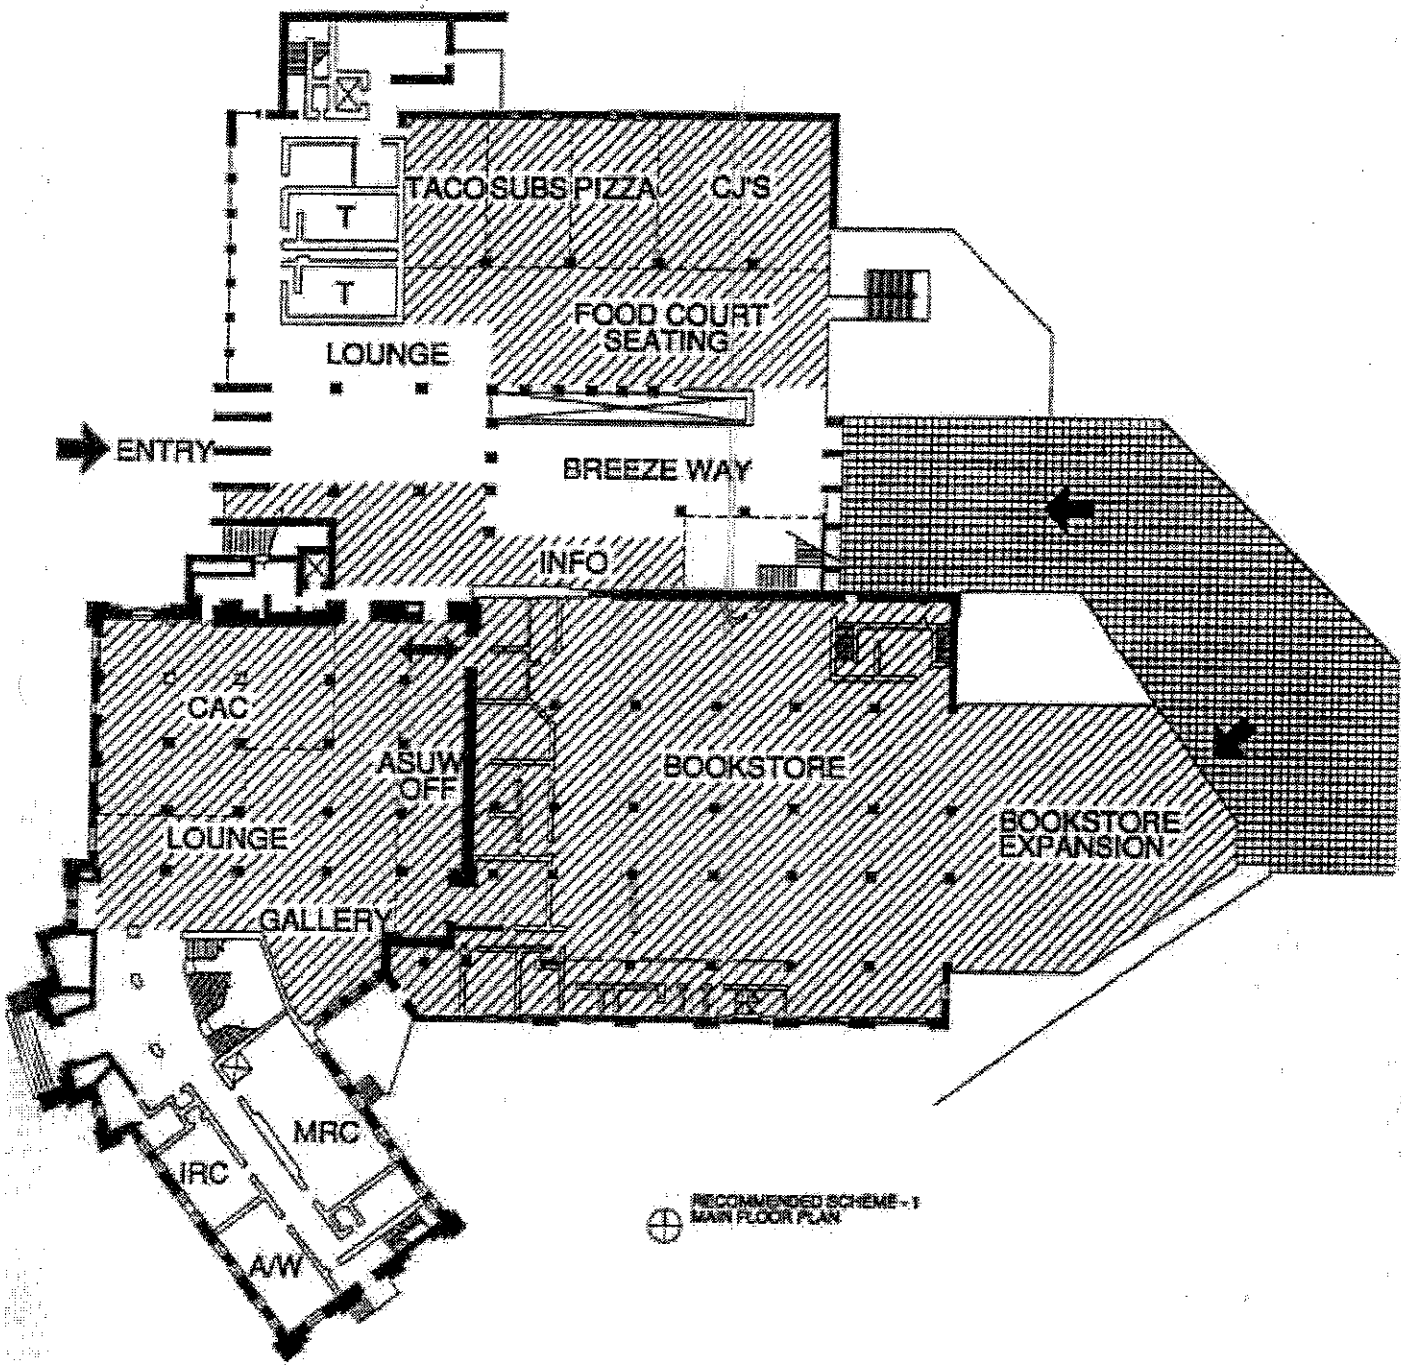 TACO SUBS PIZZA CJ'S
T
T
FOOD COURT
SEATING
LOUNGE
ENTRY
BREEZE WAY
INFO
CAC
ASUW
OFF
BOOKSTORE
LOUNGE
BOOKSTORE
EXPANSION
GALLERY
MRC
IRC
A/W
RECOMMENDED SCHEME - 1
MAIN FLOOR PLAN